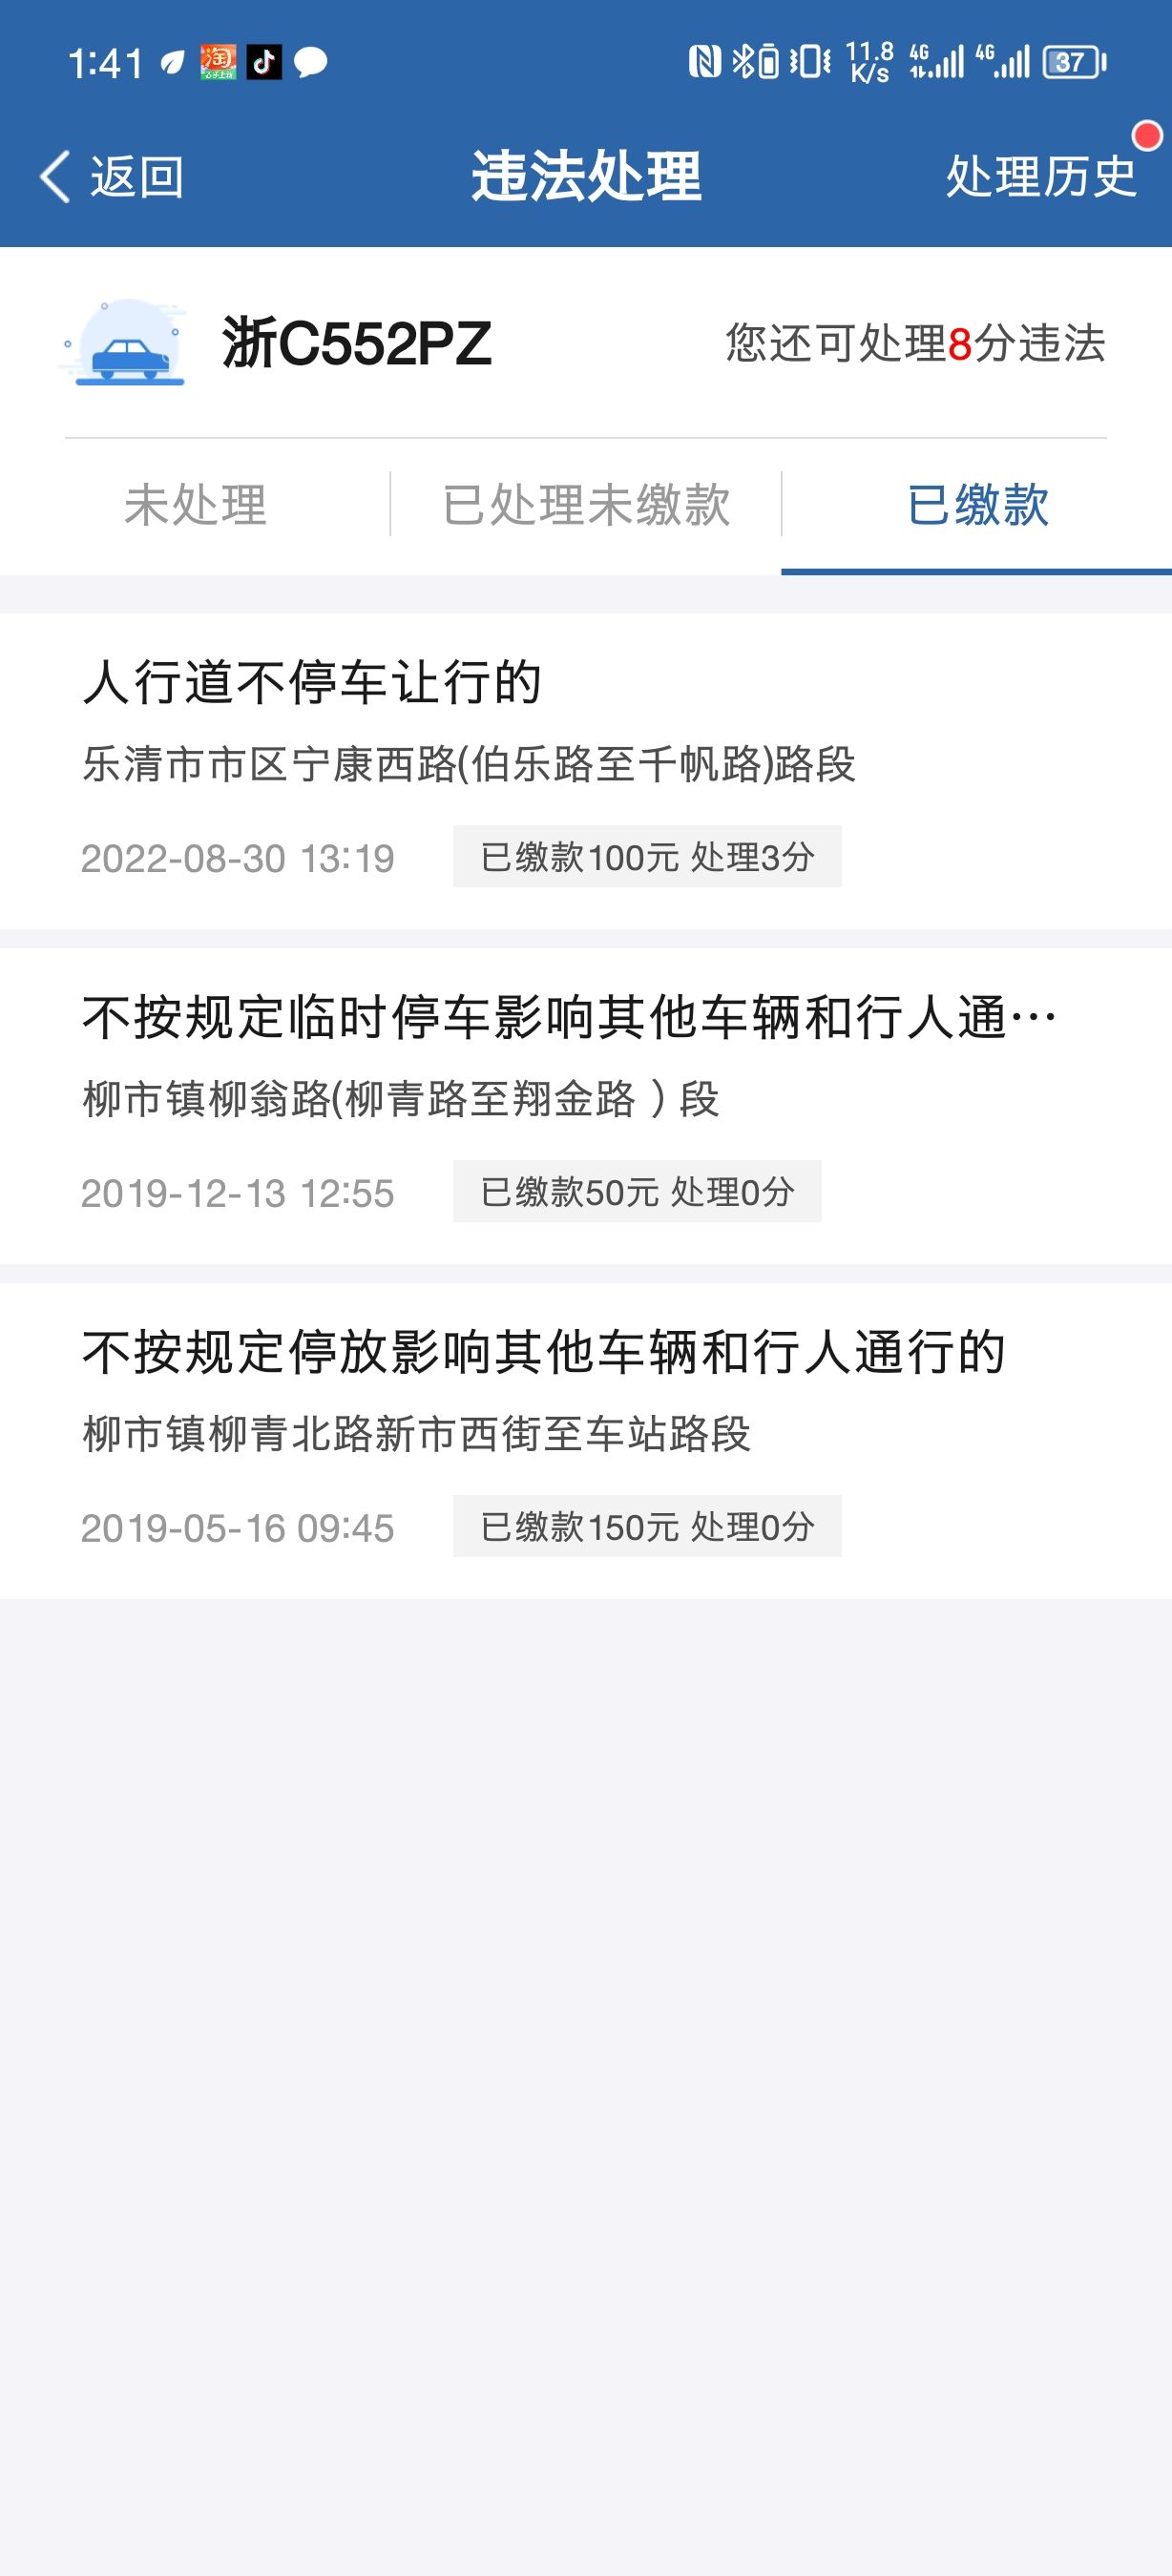 1:41
11.8 K/s 4G 4G 37
返回 违法处理 处理历史
浙C552PZ 您还可处理8分违法
未处理 已处理未缴款 已缴款
人行道不停车让行的
乐清市市区宁康西路(伯乐路至千帆路)路段
2022-08-30 13:19 已缴款100元 处理3分
不按规定临时停车影响其他车辆和行人通…
柳市镇柳翁路(柳青路至翔金路 ) 段
2019-12-13 12:55 已缴款50元 处理0分
不按规定停放影响其他车辆和行人通行的
柳市镇柳青北路新市西街至车站路段
2019-05-16 09:45 已缴款150元 处理0分